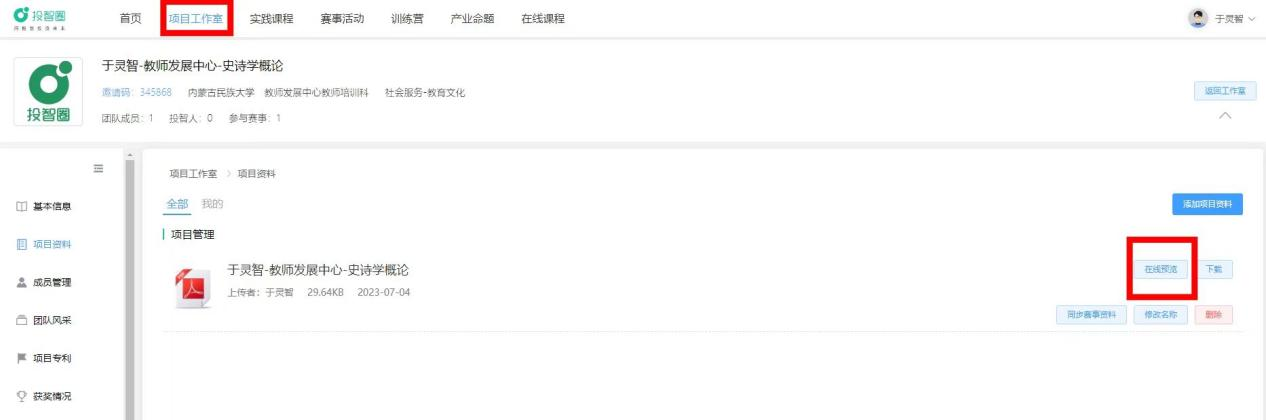 投智圈
首页 项目工作室 实践课程 赛事活动 训练营 产业命题 在线课程 于灵智
于灵智-教师发展中心-史诗学概论
邀请码：345868 内蒙古民族大学 教师发展中心教师培训科 社会服务-教育文化
返回工作室
投智圈
团队成员：1 投智人：0 参与赛事：1
项目工作室 > 项目资料
全部 我的
添加项目资料
基本信息
项目资料
成员管理
团队风采
项目专利
获奖情况
项目管理
于灵智-教师发展中心-史诗学概论
在线预览 下载
上传者：于灵智 29.64KB 2023-07-04
同步赛事资料 修改名称 删除